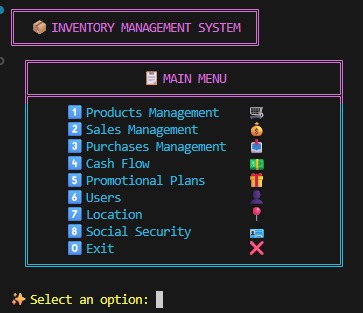 📦 INVENTORY MANAGEMENT SYSTEM
📋 MAIN MENU
1️⃣ Products Management 🛒
2️⃣ Sales Management 💰
3️⃣ Purchases Management 📥
4️⃣ Cash Flow 💵
5️⃣ Promotional Plans 🎁
6️⃣ Users 👤
7️⃣ Location 📍
8️⃣ Social Security 🪪
0️⃣ Exit ❌
✨ Select an option: